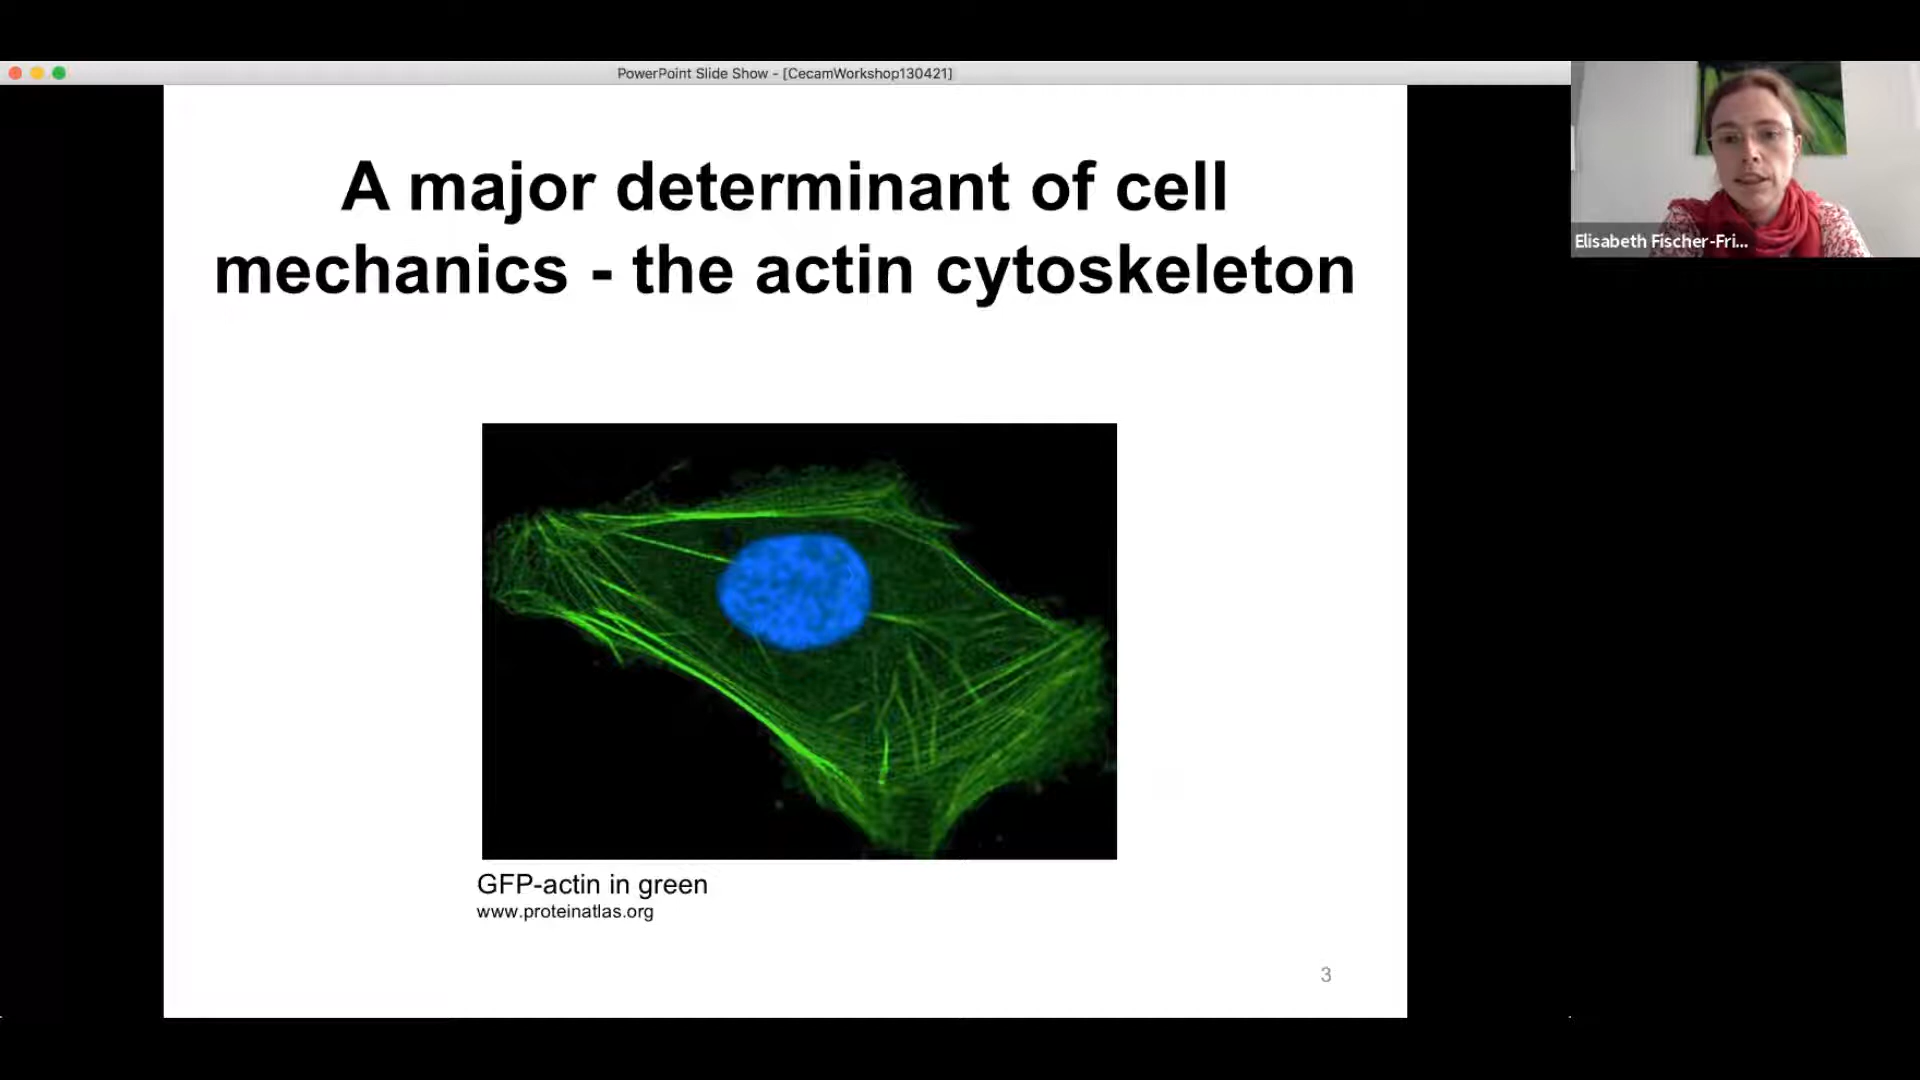 PowerPoint Slide Show - [CecamWorkshop130421]
A major determinant of cell
mechanics - the actin cytoskeleton
Elisabeth Fischer-Fri...
GFP-actin in green
www.proteinatlas.org
3